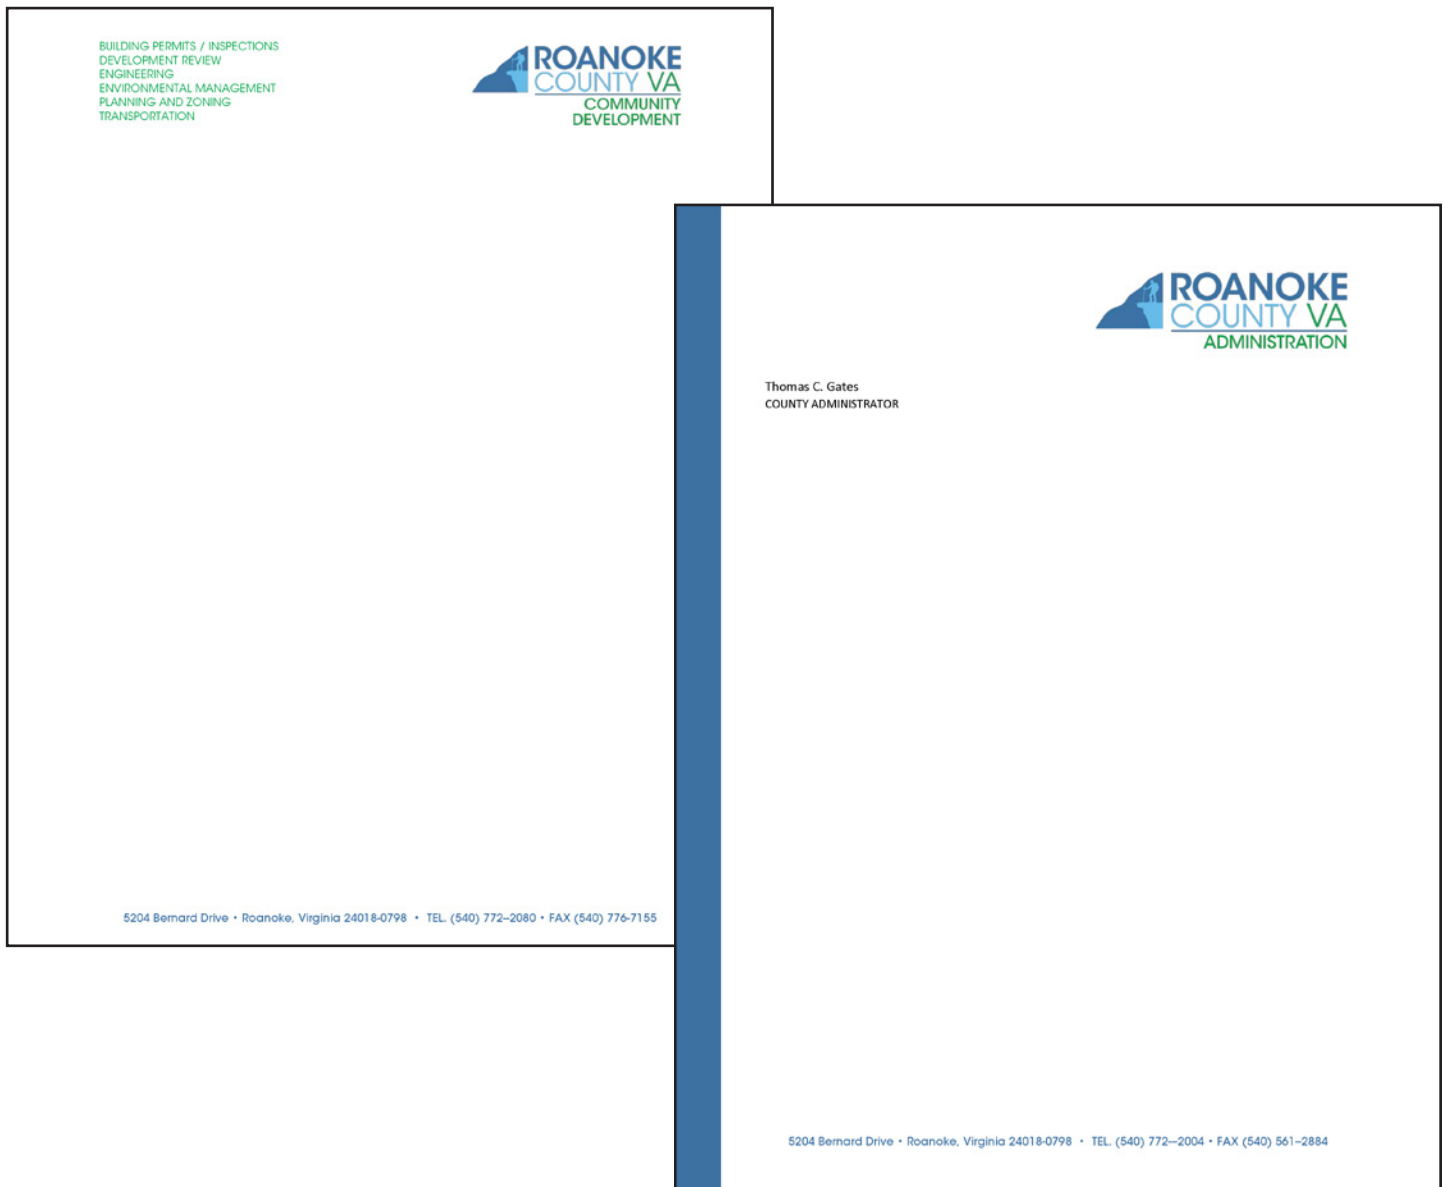 BUILDING PERMITS / INSPECTIONS
DEVELOPMENT REVIEW
ENGINEERING
ENVIRONMENTAL MANAGEMENT
PLANNING AND ZONING
TRANSPORTATION
ROANOKE
COUNTY VA
COMMUNITY
DEVELOPMENT
5204 Bernard Drive • Roanoke, Virginia 24018-0798 • TEL. (540) 772–2080 • FAX (540) 776-7155
ROANOKE
COUNTY VA
ADMINISTRATION
Thomas C. Gates
COUNTY ADMINISTRATOR
5204 Bernard Drive • Roanoke, Virginia 24018-0798 • TEL. (540) 772—2004 • FAX (540) 561–2884